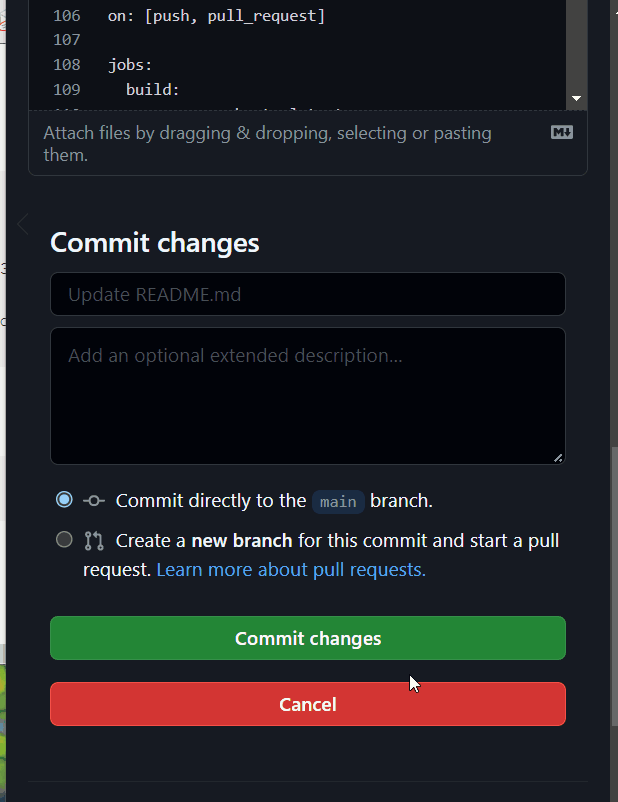 106 on: [push, pull_request]
107
108 jobs:
109 build:
Attach files by dragging & dropping, selecting or pasting
them.
Commit changes
Update README.md
Add an optional extended description...
Commit directly to the main branch.
Create a new branch for this commit and start a pull
request. Learn more about pull requests.
Commit changes
Cancel